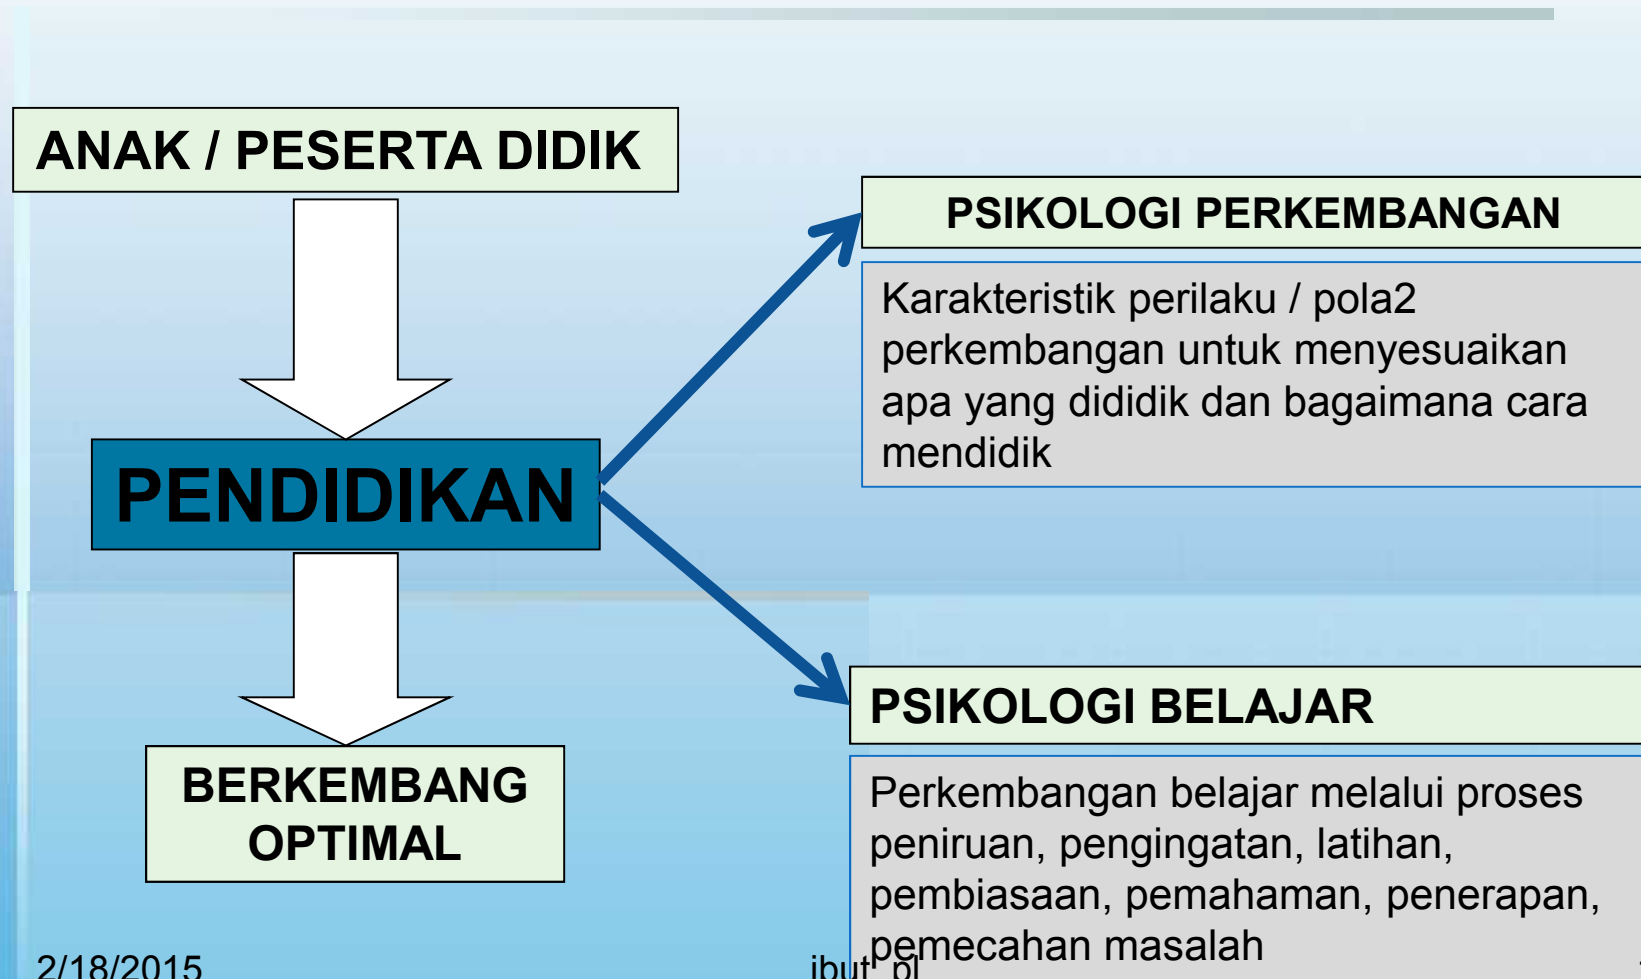 ANAK / PESERTA DIDIK
PSIKOLOGI PERKEMBANGAN
Karakteristik perilaku / pola2
perkembangan untuk menyesuaikan
apa yang dididik dan bagaimana cara
mendidik
PENDIDIKAN
PSIKOLOGI BELAJAR
Perkembangan belajar melalui proses
peniruan, pengingatan, latihan,
pembiasaan, pemahaman, penerapan,
pemecahan masalah
BERKEMBANG
OPTIMAL
2/18/2015